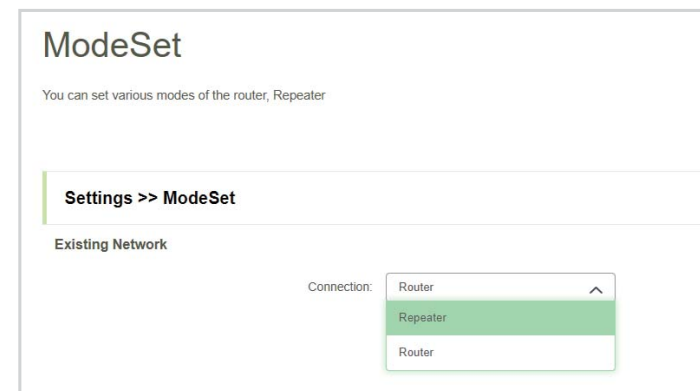 ModeSet
You can set various modes of the router, Repeater
Settings >> ModeSet
Existing Network
Connection: Router
Repeater
Router